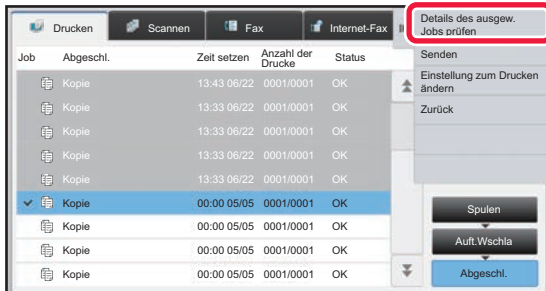 Drucken Scannen Fax Internet-Fax
Details des ausgew.
Jobs prüfen
Job Abgeschl. Zeit setzen Anzahl der
Drucke Status
Senden
Kopie 13:43 06/22 0001/0001 OK
Einstellung zum Drucken
ändern
Kopie 13:33 06/22 0001/0001 OK
Zurück
Kopie 13:33 06/22 0001/0001 OK
Kopie 13:33 06/22 0001/0001 OK
Kopie 13:33 06/22 0001/0001 OK
Kopie 00:00 05/05 0001/0001 OK
Spulen
Kopie 00:00 05/05 0001/0001 OK
Auft.Wschla
Kopie 00:00 05/05 0001/0001 OK
Kopie 00:00 05/05 0001/0001 OK
Abgeschl.